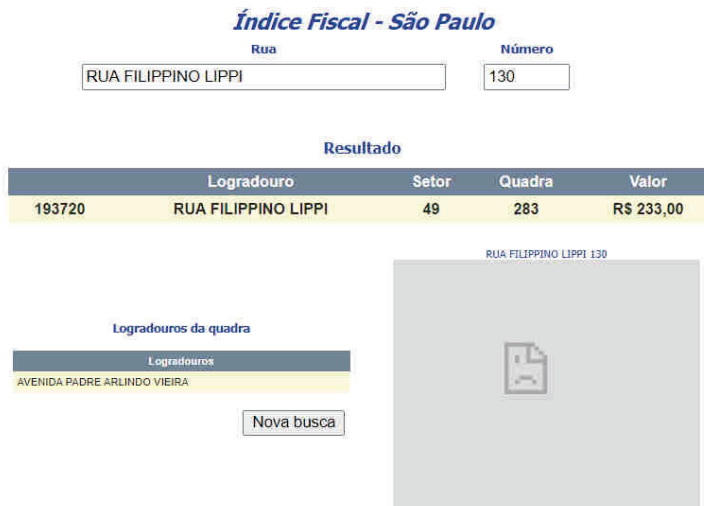 Índice Fiscal - São Paulo
Rua Número
RUA FILIPPINO LIPPI 130
Resultado
Logradouro Setor Quadra Valor
193720 RUA FILIPPINO LIPPI 49 283 R$ 233,00
RUA FILIPPINO LIPPI 130
Logradouros da quadra
Logradouros
AVENIDA PADRE ARLINDO VIEIRA
Nova busca